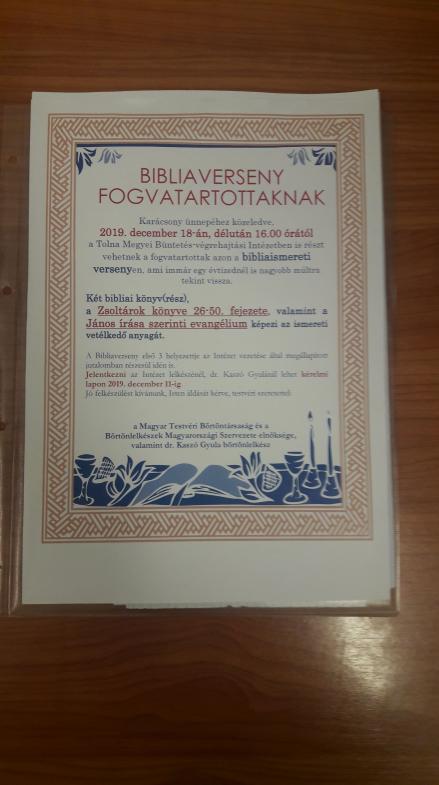 BIBLIAVERSENY
FOGVATARTOTTAKNAK
Karácsony ünnepéhez közeledve,
2019. december 18-án, délután 16.00 órától
a Tolna Megyei Büntetés-végrehajtási Intézetben is részt
vehetnek a fogvatartottak azon a bibliaismereti
versenyen, ami immár egy évtizednél is nagyobb múltra
tekint vissza.
Két bibliai könyv(rész),
a Zsoltárok könyve 26-50. fejezete, valamint a
János írása szerinti evangélium képezi az ismereti
vetélkedő anyagát.
A Bibliaverseny első 3 helyezettje az Intézet vezetése által megállapított
jutalomban részesül idén is.
Jelentkezni az Intézet lelkészénél, dr. Kaszó Gyulánál lehet kérelmi
lapon 2019. december 11-ig.
Jó felkészülést kívánunk, Isten áldását kérve, testvéri szeretettel:
a Magyar Testvéri Börtöntársaság és a
Börtönlelkészek Magyarországi Szervezete elnöksége,
valamint dr. Kaszó Gyula börtönlelkész